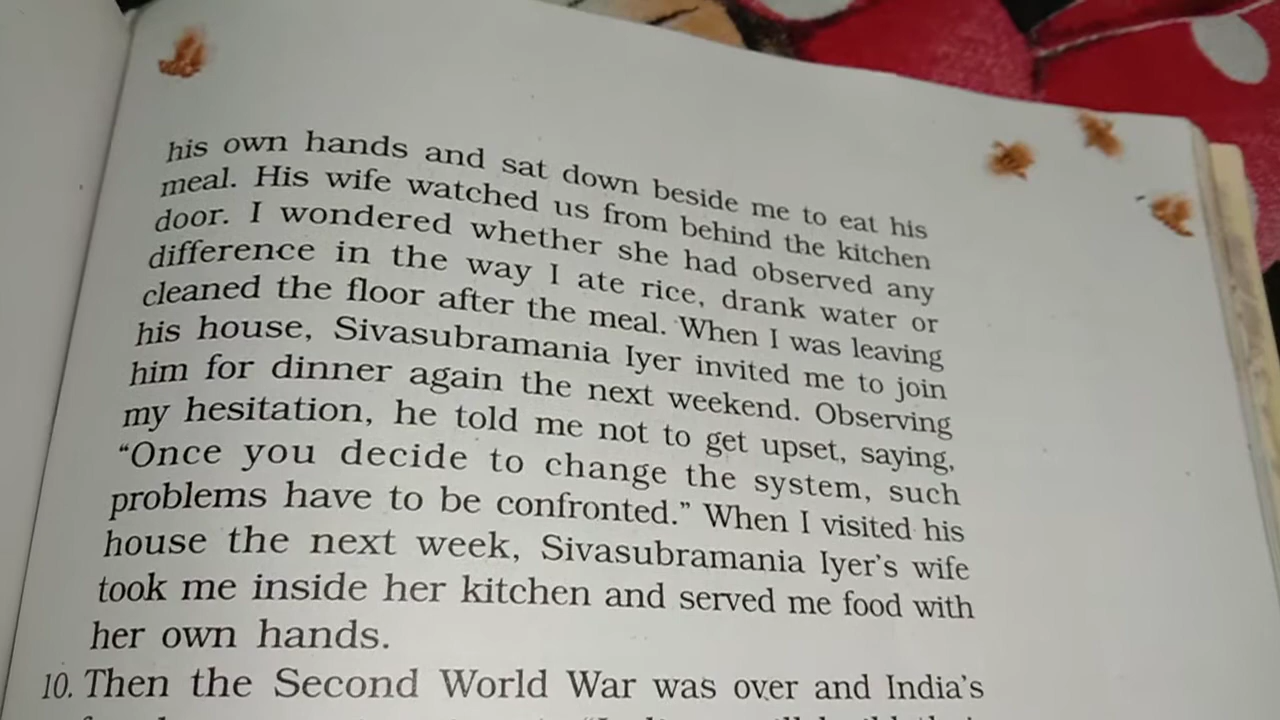 his own hands and sat down beside me to eat his
meal. His wife watched us from behind the kitchen
door. I wondered whether she had observed any
difference in the way I ate rice, drank water or
cleaned the floor after the meal. When I was leaving
his house, Sivasubramania Iyer invited me to join
him for dinner again the next weekend. Observing
my hesitation, he told me not to get upset, saying,
“Once you decide to change the system, such
problems have to be confronted.” When I visited his
house the next week, Sivasubramania Iyer’s wife
took me inside her kitchen and served me food with
her own hands.
10. Then the Second World War was over and India’s